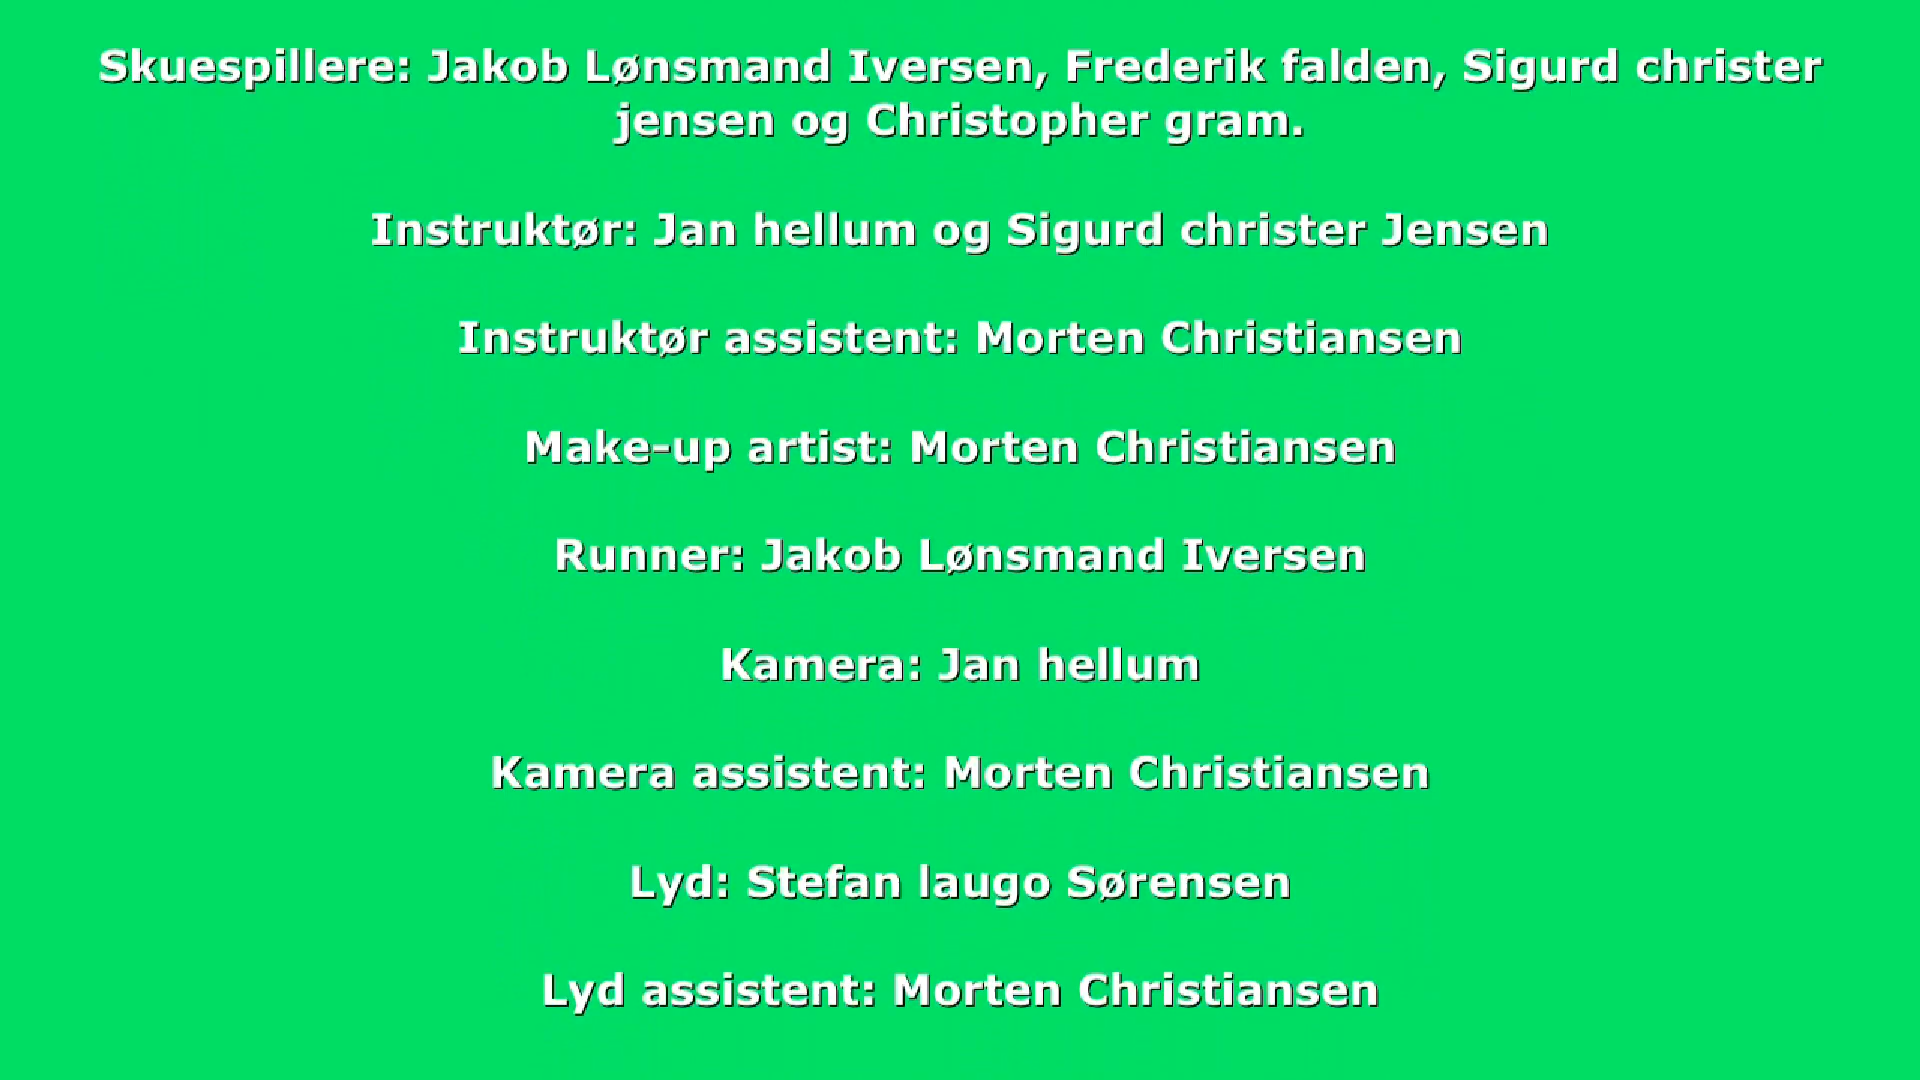 Skuespillere: Jakob Lønsmand Iversen, Frederik falden, Sigurd christer
jensen og Christopher gram.
Instruktør: Jan hellum og Sigurd christer Jensen
Instruktør assistent: Morten Christiansen
Make-up artist: Morten Christiansen
Runner: Jakob Lønsmand Iversen
Kamera: Jan hellum
Kamera assistent: Morten Christiansen
Lyd: Stefan laugo Sørensen
Lyd assistent: Morten Christiansen